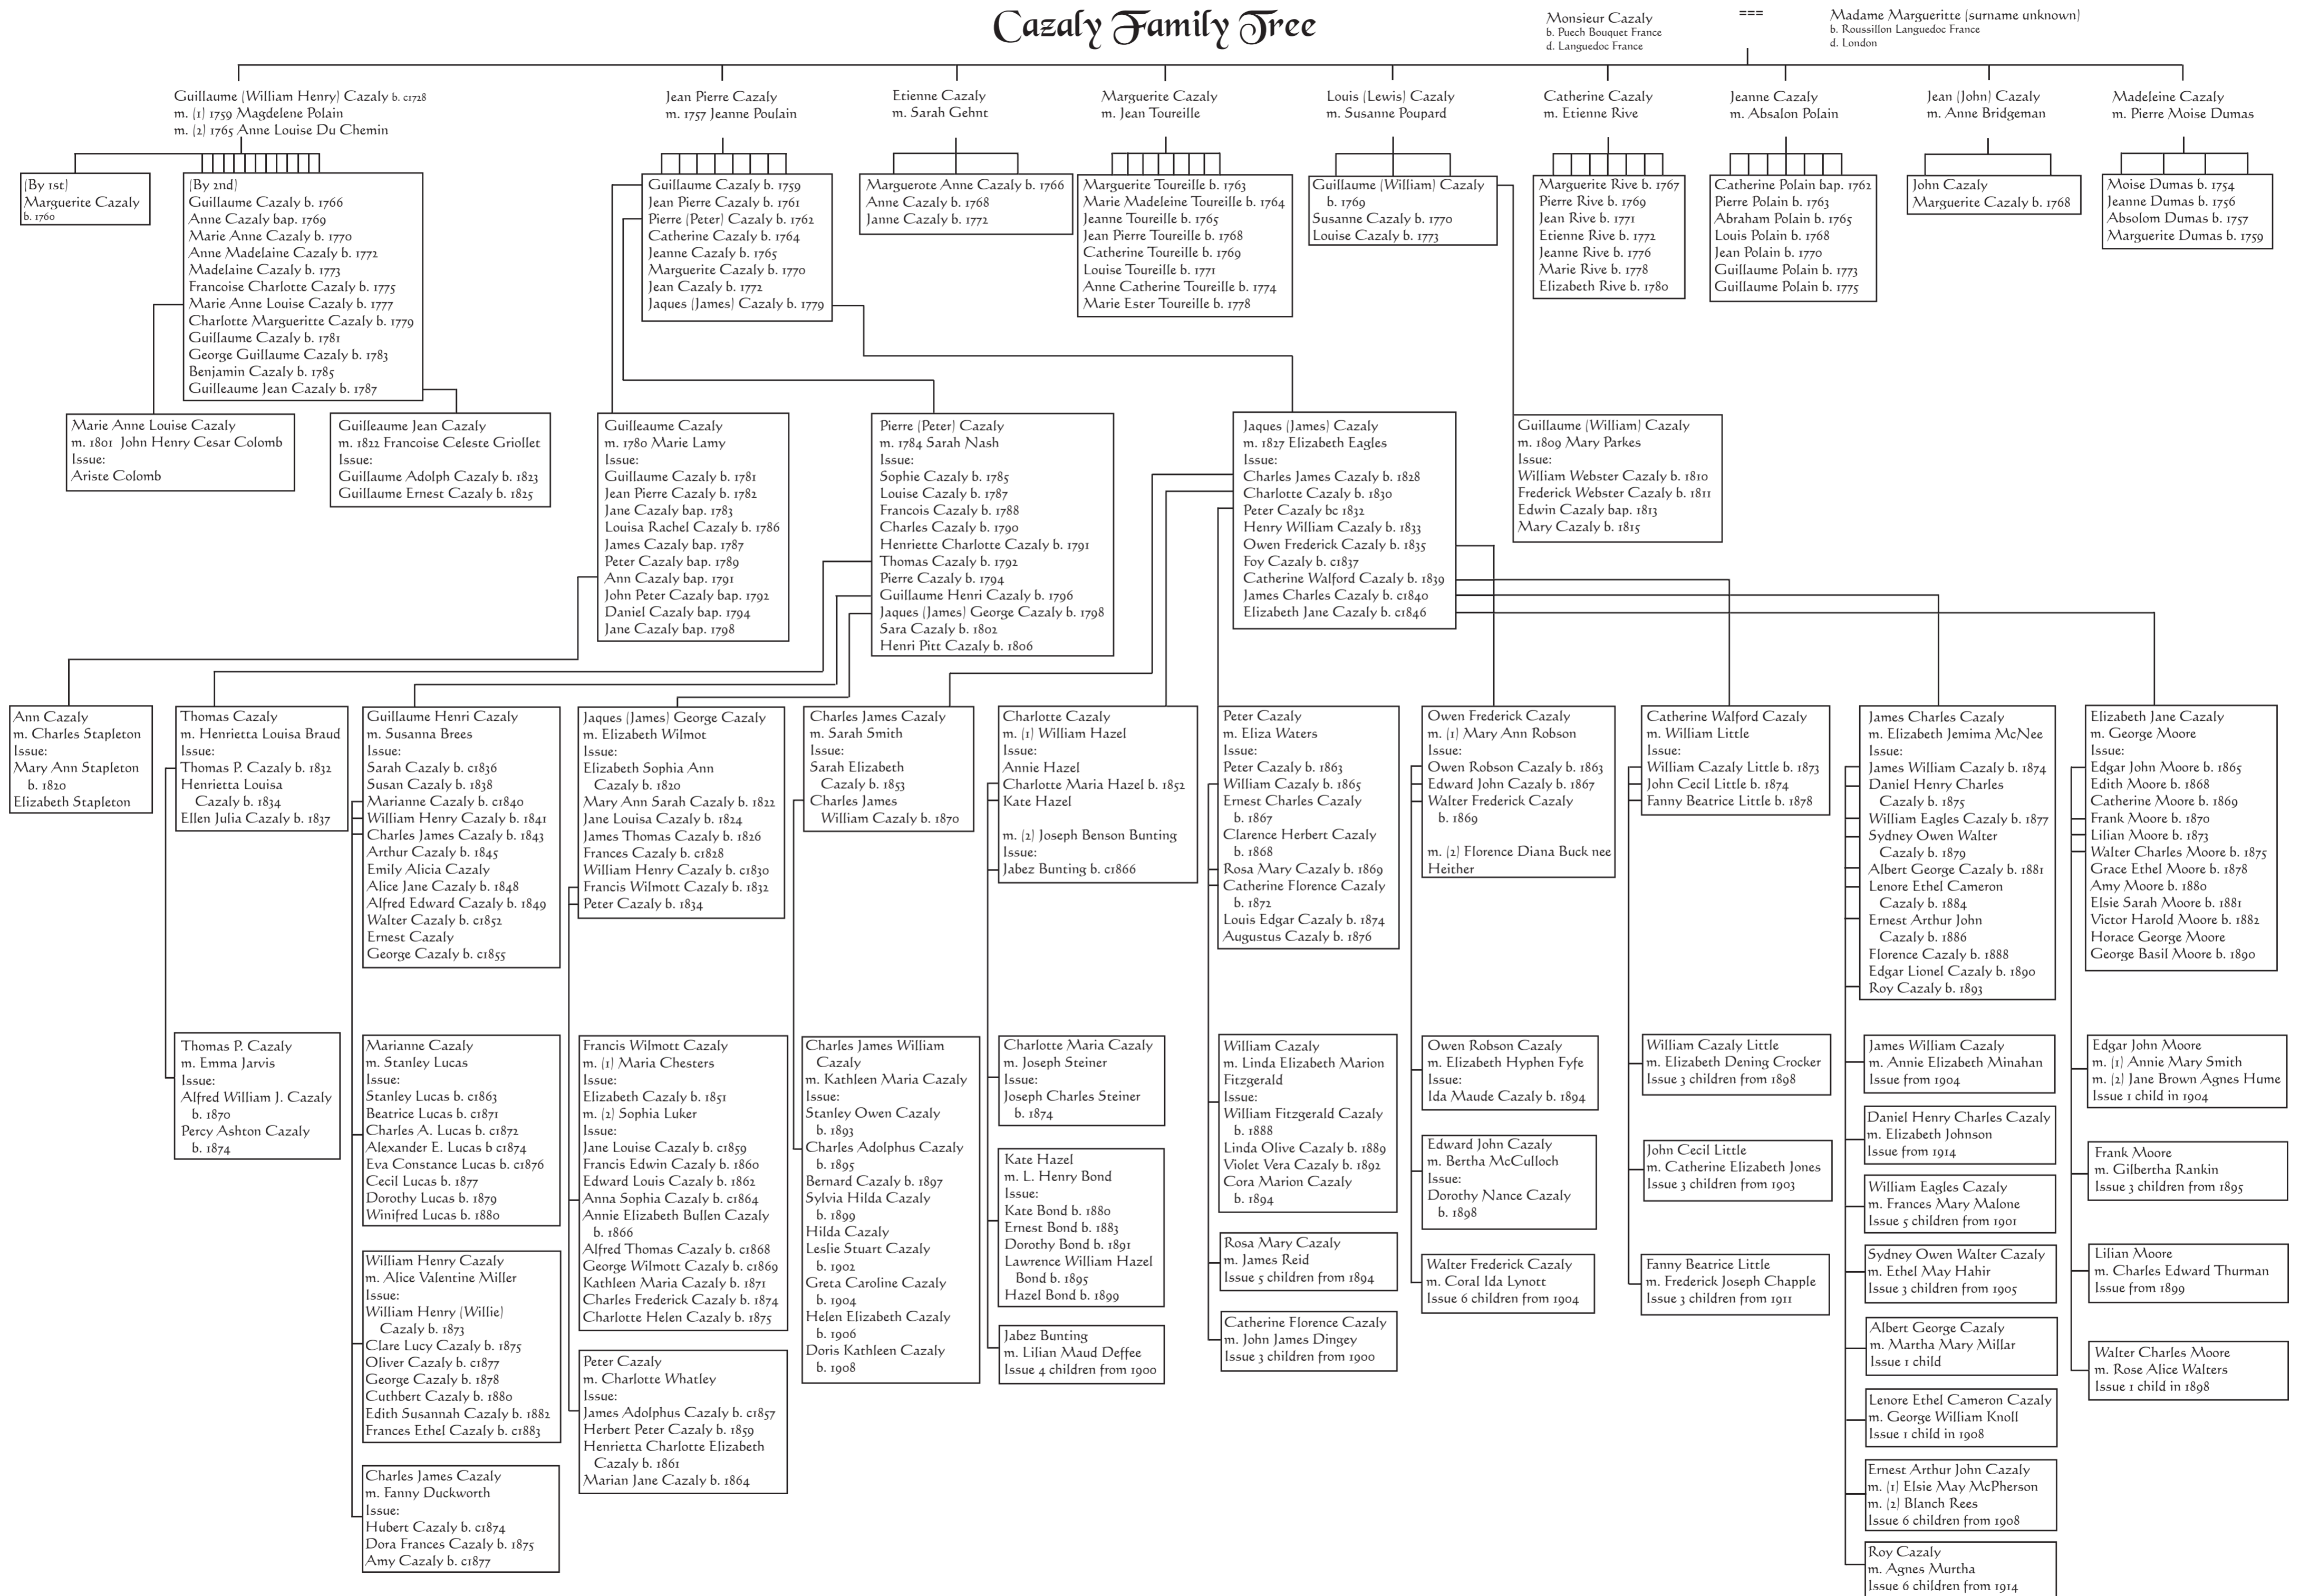 Cazaly Family Tree
Monsieur Cazaly
b. Puech Bouquet France
d. Languedoc France
===
Madame Margueritte (surname unknown)
b. Roussillon Languedoc France
d. London
Guillaume (William Henry) Cazaly b. c1728
m. (1) 1759 Magdelene Polain
m. (2) 1765 Anne Louise Du Chemin
Jean Pierre Cazaly
m. 1757 Jeanne Poulain
Etienne Cazaly
m. Sarah Gehnt
Marguerite Cazaly
m. Jean Toureille
Louis (Lewis) Cazaly
m. Susanne Poupard
Catherine Cazaly
m. Etienne Rive
Jeanne Cazaly
m. Absalon Polain
Jean (John) Cazaly
m. Anne Bridgeman
Madeleine Cazaly
m. Pierre Moise Dumas
(By 1st)
Marguerite Cazaly
b. 1760
(By 2nd)
Guillaume Cazaly b. 1766
Anne Cazaly bap. 1769
Marie Anne Cazaly b. 1770
Anne Madelaine Cazaly b. 1772
Madelaine Cazaly b. 1773
Francoise Charlotte Cazaly b. 1775
Marie Anne Louise Cazaly b. 1777
Charlotte Margueritte Cazaly b. 1779
Guillaume Cazaly b. 1781
George Guillaume Cazaly b. 1783
Benjamin Cazaly b. 1785
Guilleaume Jean Cazaly b. 1787
Guillaume Cazaly b. 1759
Jean Pierre Cazaly b. 1761
Pierre (Peter) Cazaly b. 1762
Catherine Cazaly b. 1764
Jeanne Cazaly b. 1765
Marguerite Cazaly b. 1770
Jean Cazaly b. 1772
Jaques (James) Cazaly b. 1779
Marguerote Anne Cazaly b. 1766
Anne Cazaly b. 1768
Janne Cazaly b. 1772
Marguerite Toureille b. 1763
Marie Madeleine Toureille b. 1764
Jeanne Toureille b. 1765
Jean Pierre Toureille b. 1768
Catherine Toureille b. 1769
Louise Toureille b. 1771
Anne Catherine Toureille b. 1774
Marie Ester Toureille b. 1778
Guillaume (William) Cazaly
b. 1769
Susanne Cazaly b. 1770
Louise Cazaly b. 1773
Marguerite Rive b. 1767
Pierre Rive b. 1769
Jean Rive b. 1771
Etienne Rive b. 1772
Jeanne Rive b. 1776
Marie Rive b. 1778
Elizabeth Rive b. 1780
Catherine Polain bap. 1762
Pierre Polain b. 1763
Abraham Polain b. 1765
Louis Polain b. 1768
Jean Polain b. 1770
Guillaume Polain b. 1773
Guillaume Polain b. 1775
John Cazaly
Marguerite Cazaly b. 1768
Moise Dumas b. 1754
Jeanne Dumas b. 1756
Absolom Dumas b. 1757
Marguerite Dumas b. 1759
Marie Anne Louise Cazaly
m. 1801 John Henry Cesar Colomb
Issue:
Ariste Colomb
Guilleaume Jean Cazaly
m. 1822 Francoise Celeste Griollet
Issue:
Guillaume Adolph Cazaly b. 1823
Guillaume Ernest Cazaly b. 1825
Guilleaume Cazaly
m. 1780 Marie Lamy
Issue:
Guillaume Cazaly b. 1781
Jean Pierre Cazaly b. 1782
Jane Cazaly bap. 1783
Louisa Rachel Cazaly b. 1786
James Cazaly bap. 1787
Peter Cazaly bap. 1789
Ann Cazaly bap. 1791
John Peter Cazaly bap. 1792
Daniel Cazaly bap. 1794
Jane Cazaly bap. 1798
Pierre (Peter) Cazaly
m. 1784 Sarah Nash
Issue:
Sophie Cazaly b. 1785
Louise Cazaly b. 1787
Francois Cazaly b. 1788
Charles Cazaly b. 1790
Henriette Charlotte Cazaly b. 1791
Thomas Cazaly b. 1792
Pierre Cazaly b. 1794
Guillaume Henri Cazaly b. 1796
Jaques (James) George Cazaly b. 1798
Sara Cazaly b. 1802
Henri Pitt Cazaly b. 1806
Jaques (James) Cazaly
m. 1827 Elizabeth Eagles
Issue:
Charles James Cazaly b. 1828
Charlotte Cazaly b. 1830
Peter Cazaly bc 1832
Henry William Cazaly b. 1833
Owen Frederick Cazaly b. 1835
Foy Cazaly b. c1837
Catherine Walford Cazaly b. 1839
James Charles Cazaly b. c1840
Elizabeth Jane Cazaly b. c1846
Guillaume (William) Cazaly
m. 1809 Mary Parkes
Issue:
William Webster Cazaly b. 1810
Frederick Webster Cazaly b. 1811
Edwin Cazaly bap. 1813
Mary Cazaly b. 1815
Ann Cazaly
m. Charles Stapleton
Issue:
Mary Ann Stapleton
b. 1820
Elizabeth Stapleton
Thomas Cazaly
m. Henrietta Louisa Braud
Issue:
Thomas P. Cazaly b. 1832
Henrietta Louisa
Cazaly b. 1834
Ellen Julia Cazaly b. 1837
Guillaume Henri Cazaly
m. Susanna Brees
Issue:
Sarah Cazaly b. c1836
Susan Cazaly b. 1838
Marianne Cazaly b. c1840
William Henry Cazaly b. 1841
Charles James Cazaly b. 1843
Arthur Cazaly b. 1845
Emily Alicia Cazaly
Alice Jane Cazaly b. 1848
Alfred Edward Cazaly b. 1849
Walter Cazaly b. c1852
Ernest Cazaly
George Cazaly b. c1855
Jaques (James) George Cazaly
m. Elizabeth Wilmot
Issue:
Elizabeth Sophia Ann
Cazaly b. 1820
Mary Ann Sarah Cazaly b. 1822
Jane Louisa Cazaly b. 1824
James Thomas Cazaly b. 1826
Frances Cazaly b. c1828
William Henry Cazaly b. c1830
Francis Wilmott Cazaly b. 1832
Peter Cazaly b. 1834
Charles James Cazaly
m. Sarah Smith
Issue:
Sarah Elizabeth
Cazaly b. 1853
Charles James
William Cazaly b. 1870
Charlotte Cazaly
m. (1) William Hazel
Issue:
Annie Hazel
Charlotte Maria Hazel b. 1852
Kate Hazel
m. (2) Joseph Benson Bunting
Issue:
Jabez Bunting b. c1866
Peter Cazaly
m. Eliza Waters
Issue:
Peter Cazaly b. 1863
William Cazaly b. 1865
Ernest Charles Cazaly
b. 1867
Clarence Herbert Cazaly
b. 1868
Rosa Mary Cazaly b. 1869
Catherine Florence Cazaly
b. 1872
Louis Edgar Cazaly b. 1874
Augustus Cazaly b. 1876
Owen Frederick Cazaly
m. (1) Mary Ann Robson
Issue:
Owen Robson Cazaly b. 1863
Edward John Cazaly b. 1867
Walter Frederick Cazaly
b. 1869
m. (2) Florence Diana Buck nee
Heither
Catherine Walford Cazaly
m. William Little
Issue:
William Cazaly Little b. 1873
John Cecil Little b. 1874
Fanny Beatrice Little b. 1878
James Charles Cazaly
m. Elizabeth Jemima McNee
Issue:
James William Cazaly b. 1874
Daniel Henry Charles
Cazaly b. 1875
William Eagles Cazaly b. 1877
Sydney Owen Walter
Cazaly b. 1879
Albert George Cazaly b. 1881
Lenore Ethel Cameron
Cazaly b. 1884
Ernest Arthur John
Cazaly b. 1886
Florence Cazaly b. 1888
Edgar Lionel Cazaly b. 1890
Roy Cazaly b. 1893
Elizabeth Jane Cazaly
m. George Moore
Issue:
Edgar John Moore b. 1865
Edith Moore b. 1868
Catherine Moore b. 1869
Frank Moore b. 1870
Lilian Moore b. 1873
Walter Charles Moore b. 1875
Grace Ethel Moore b. 1878
Amy Moore b. 1880
Elsie Sarah Moore b. 1881
Victor Harold Moore b. 1882
Horace George Moore
George Basil Moore b. 1890
Thomas P. Cazaly
m. Emma Jarvis
Issue:
Alfred William J. Cazaly
b. 1870
Percy Ashton Cazaly
b. 1874
Marianne Cazaly
m. Stanley Lucas
Issue:
Stanley Lucas b. c1863
Beatrice Lucas b. c1871
Charles A. Lucas b c1872
Alexander E. Lucas b c1874
Eva Constance Lucas b. c1876
Cecil Lucas b. 1877
Dorothy Lucas b. 1879
Winifred Lucas b. 1880
William Henry Cazaly
m. Alice Valentine Miller
Issue:
William Henry (Willie)
Cazaly b. 1873
Clare Lucy Cazaly b. 1875
Oliver Cazaly b. c1877
George Cazaly b. 1878
Cuthbert Cazaly b. 1880
Edith Susannah Cazaly b. 1882
Frances Ethel Cazaly b. c1883
Charles James Cazaly
m. Fanny Duckworth
Issue:
Hubert Cazaly b. c1874
Dora Frances Cazaly b. 1875
Amy Cazaly b. c1877
Francis Wilmott Cazaly
m. (1) Maria Chesters
Issue:
Elizabeth Cazaly b. 1851
m. (2) Sophia Luker
Issue:
Jane Louise Cazaly b. c1859
Francis Edwin Cazaly b. 1860
Edward Louis Cazaly b. 1862
Anna Sophia Cazaly b. c1864
Annie Elizabeth Bullen Cazaly
b. 1866
Alfred Thomas Cazaly b. c1868
George Wilmott Cazaly b. c1869
Kathleen Maria Cazaly b. 1871
Charles Frederick Cazaly b. 1874
Charlotte Helen Cazaly b. 1875
Peter Cazaly
m. Charlotte Whatley
Issue:
James Adolphus Cazaly b. c1857
Herbert Peter Cazaly b. 1859
Henrietta Charlotte Elizabeth
Cazaly b. 1861
Marian Jane Cazaly b. 1864
Charles James William
Cazaly
m. Kathleen Maria Cazaly
Issue:
Stanley Owen Cazaly
b. 1893
Charles Adolphus Cazaly
b. 1895
Bernard Cazaly b. 1897
Sylvia Hilda Cazaly
b. 1899
Hilda Cazaly
Leslie Stuart Cazaly
b. 1902
Greta Caroline Cazaly
b. 1904
Helen Elizabeth Cazaly
b. 1906
Doris Kathleen Cazaly
b. 1908
Charlotte Maria Cazaly
m. Joseph Steiner
Issue:
Joseph Charles Steiner
b. 1874
Kate Hazel
m. L. Henry Bond
Issue:
Kate Bond b. 1880
Ernest Bond b. 1883
Dorothy Bond b. 1891
Lawrence William Hazel
Bond b. 1895
Hazel Bond b. 1899
Jabez Bunting
m. Lilian Maud Deffee
Issue 4 children from 1900
William Cazaly
m. Linda Elizabeth Marion
Fitzgerald
Issue:
William Fitzgerald Cazaly
b. 1888
Linda Olive Cazaly b. 1889
Violet Vera Cazaly b. 1892
Cora Marion Cazaly
b. 1894
Rosa Mary Cazaly
m. James Reid
Issue 5 children from 1894
Catherine Florence Cazaly
m. John James Dingey
Issue 3 children from 1900
Owen Robson Cazaly
m. Elizabeth Hyphen Fyfe
Issue:
Ida Maude Cazaly b. 1894
Edward John Cazaly
m. Bertha McCulloch
Issue:
Dorothy Nance Cazaly
b. 1898
Walter Frederick Cazaly
m. Coral Ida Lynott
Issue 6 children from 1904
William Cazaly Little
m. Elizabeth Dening Crocker
Issue 3 children from 1898
John Cecil Little
m. Catherine Elizabeth Jones
Issue 3 children from 1903
Fanny Beatrice Little
m. Frederick Joseph Chapple
Issue 3 children from 1911
James William Cazaly
m. Annie Elizabeth Minahan
Issue from 1904
Daniel Henry Charles Cazaly
m. Elizabeth Johnson
Issue from 1914
William Eagles Cazaly
m. Frances Mary Malone
Issue 5 children from 1901
Sydney Owen Walter Cazaly
m. Ethel May Hahir
Issue 3 children from 1905
Albert George Cazaly
m. Martha Mary Millar
Issue 1 child
Lenore Ethel Cameron Cazaly
m. George William Knoll
Issue 1 child in 1908
Ernest Arthur John Cazaly
m. (1) Elsie May McPherson
m. (2) Blanch Rees
Issue 6 children from 1908
Roy Cazaly
m. Agnes Murtha
Issue 6 children from 1914
Edgar John Moore
m. (1) Annie Mary Smith
m. (2) Jane Brown Agnes Hume
Issue 1 child in 1904
Frank Moore
m. Gilbertha Rankin
Issue 3 children from 1895
Lilian Moore
m. Charles Edward Thurman
Issue from 1899
Walter Charles Moore
m. Rose Alice Walters
Issue 1 child in 1898